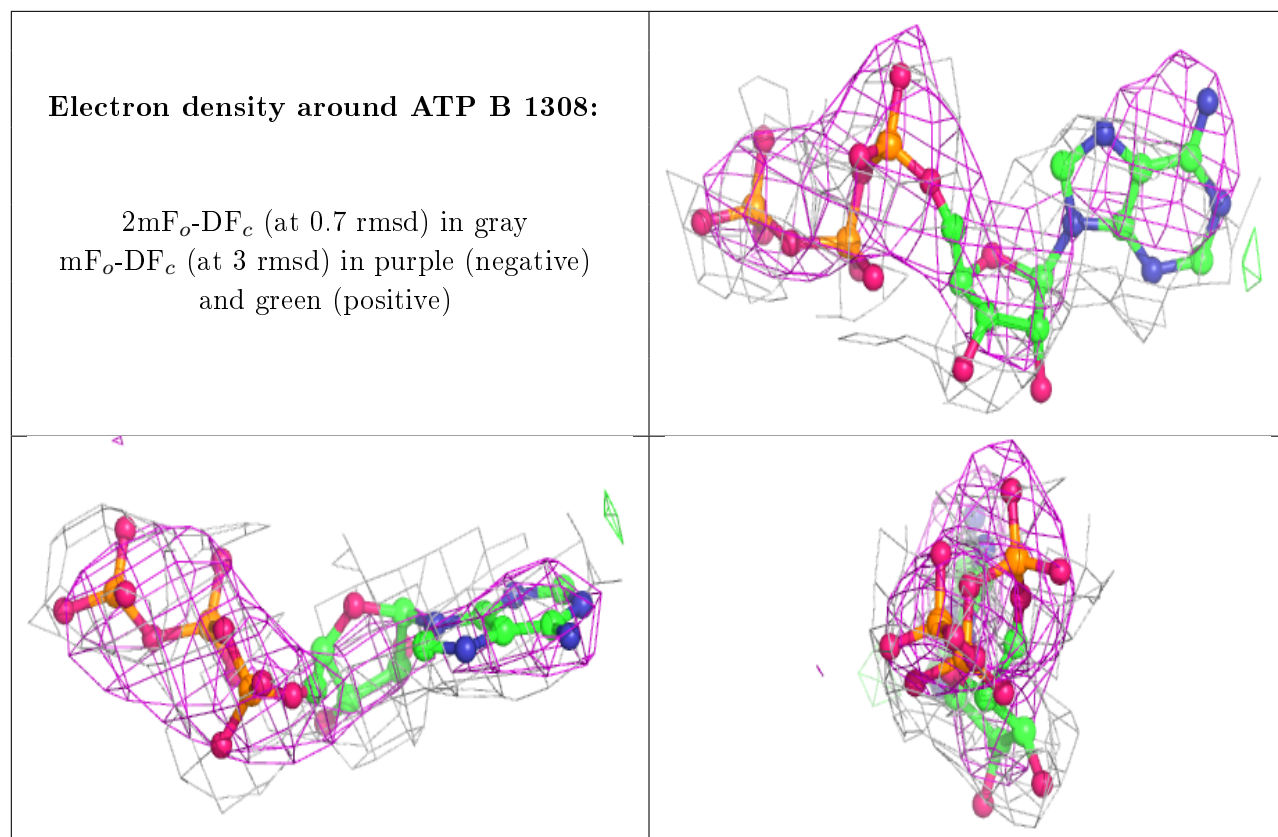 Electron density around ATP B 1308:
2mFₒ-DF𝒸 (at 0.7 rmsd) in gray
mFₒ-DF𝒸 (at 3 rmsd) in purple (negative)
and green (positive)